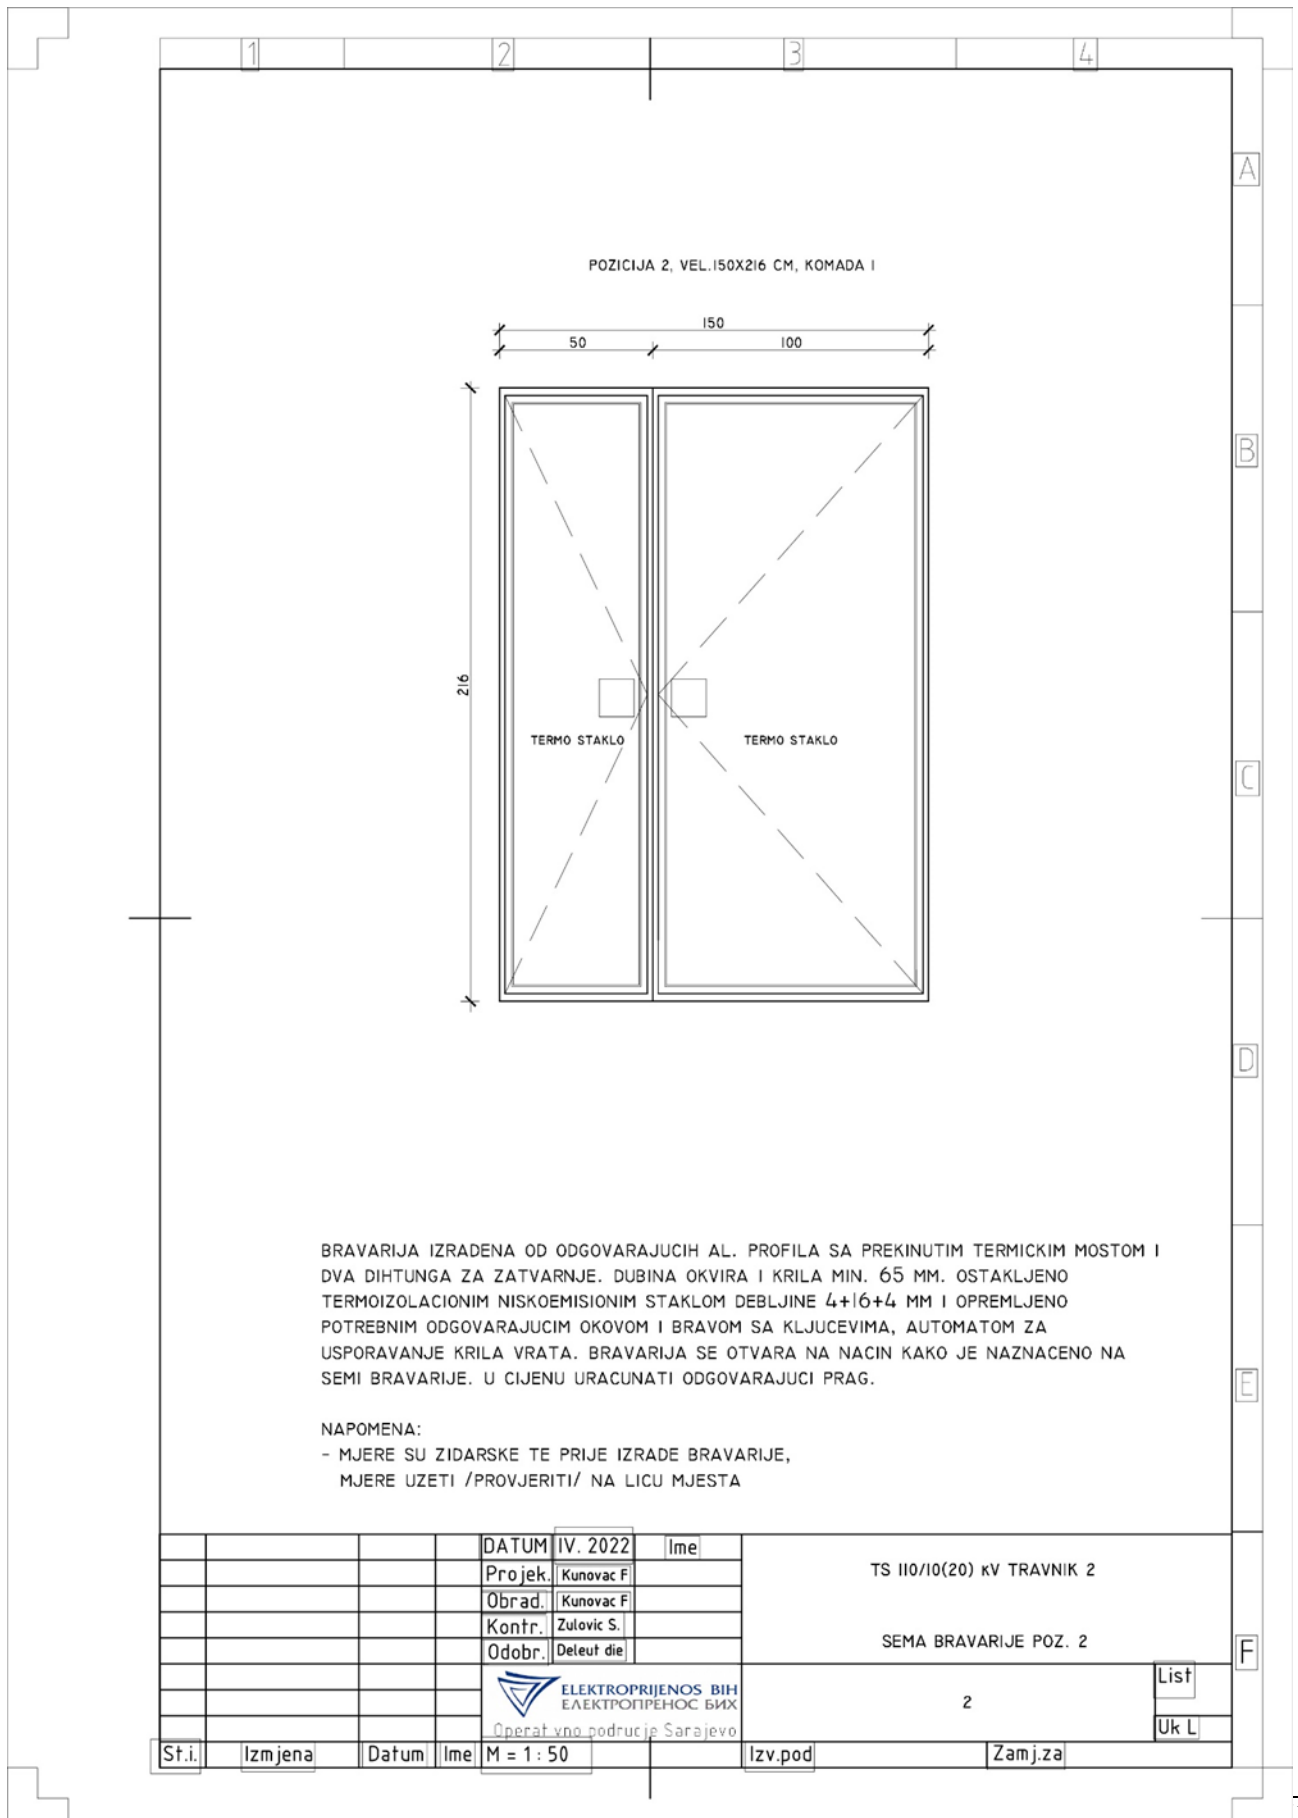 1 2 3 4
A
POZICIJA 2, VEL.150X216 CM, KOMADA 1
150
50 100
B
216
TERMO STAKLO TERMO STAKLO
C
D
BRAVARIJA IZRADENA OD ODGOVARAJUCIH AL. PROFILA SA PREKINUTIM TERMICKIM MOSTOM I
DVA DIHTUNGA ZA ZATVARNJE. DUBINA OKVIRA I KRILA MIN. 65 MM. OSTAKLJENO
TERMOIZOLACIONIM NISKOEMISIONIM STAKLOM DEBLJINE 4+16+4 MM I OPREMLJENO
POTREBNIM ODGOVARAJUCIM OKOVOM I BRAVOM SA KLJUCEVIMA, AUTOMATOM ZA
USPORAVANJE KRILA VRATA. BRAVARIJA SE OTVARA NA NACIN KAKO JE NAZNACENO NA
SEMI BRAVARIJE. U CIJENU URACUNATI ODGOVARAJUCI PRAG.
E
NAPOMENA:
- MJERE SU ZIDARSKE TE PRIJE IZRADE BRAVARIJE,
MJERE UZETI /PROVJERITI/ NA LICU MJESTA
DATUM IV. 2022 Ime
Projek. Kunovac F
TS 110/10(20) KV TRAVNIK 2
Obrad. Kunovac F
Kontr. Zulovic S.
SEMA BRAVARIJE POZ. 2
Odobr. Deleut die
F
ELEKTROPRIJENOS BIH
ЕЛЕКТРОПРЕНОС БИХ
Operat vno podrucje Sarajevo
2
List
Uk L
St.i. Izmjena Datum Ime M = 1 : 50 Izv.pod Zamj.za